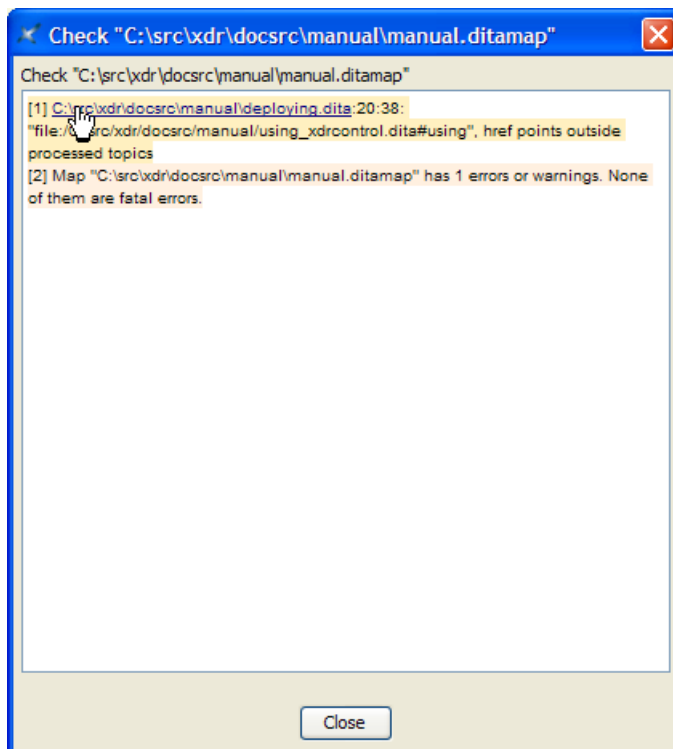 Check "C:\src\xdr\docsrc\manual\manual.ditamap"
Check "C:\src\xdr\docsrc\manual\manual.ditamap"
[1] C:\src\xdr\docsrc\manual\deploying.dita:20:38:
"file:/ src/xdr/docsrc/manual/using_xdrcontrol.dita#using", href points outside
processed topics
[2] Map "C:\src\xdr\docsrc\manual\manual.ditamap" has 1 errors or warnings. None
of them are fatal errors.
Close